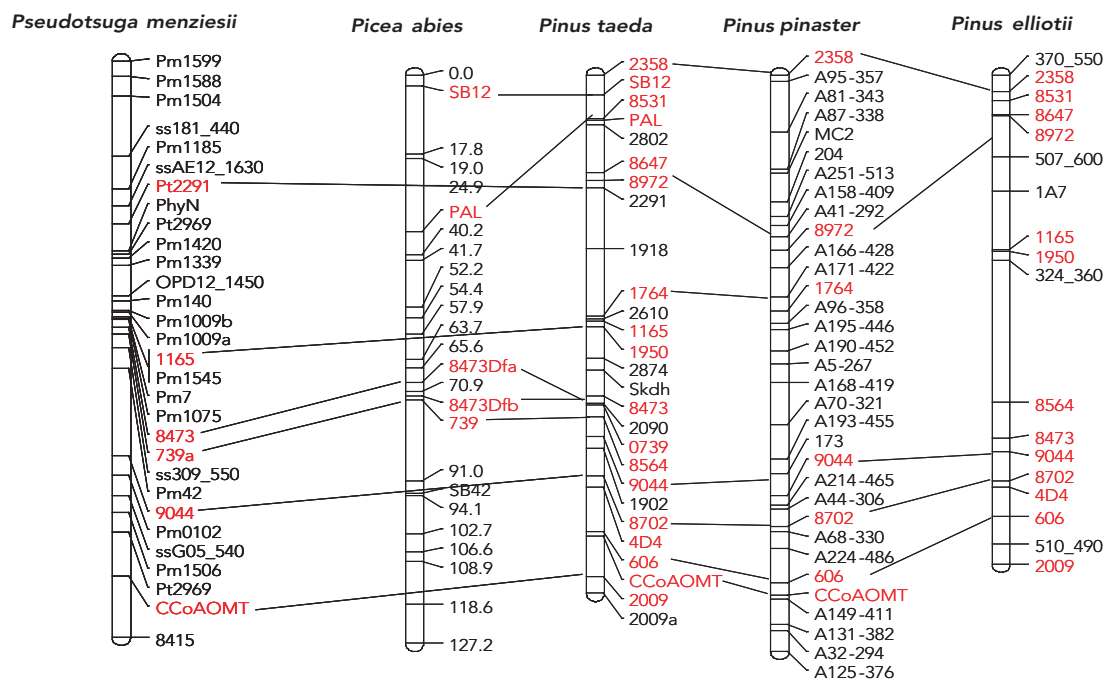 Pseudotsuga menziesii
Picea abies
Pinus taeda
Pinus pinaster
Pinus elliotii
Pm1599
Pm1588
Pm1504
ss181_440
Pm1185
ssAE12_1630
Pt2291
PhyN
Pt2969
Pm1420
Pm1339
OPD12_1450
Pm140
Pm1009b
Pm1009a
1165
Pm1545
Pm7
Pm1075
8473
739a
ss309_550
Pm42
9044
Pm0102
ssG05_540
Pm1506
Pt2969
CCoAOMT
8415
0.0
SB12
17.8
19.0
24.9
PAL
40.2
41.7
52.2
54.4
57.9
63.7
65.6
8473Dfa
70.9
8473Dfb
739
91.0
SB42
94.1
102.7
106.6
108.9
118.6
127.2
2358
SB12
8531
PAL
2802
8647
8972
2291
1918
1764
2610
1165
1950
2874
Skdh
8473
2090
0739
8564
9044
1902
8702
4D4
606
CCoAOMT
2009
2009a
2358
A95-357
A81-343
A87-338
MC2
204
A251-513
A158-409
A41-292
8972
A166-428
A171-422
1764
A96-358
A195-446
A190-452
A5-267
A168-419
A70-321
A193-455
173
9044
A214-465
A44-306
8702
A68-330
A224-486
606
CCoAOMT
A149-411
A131-382
A32-294
A125-376
370_550
2358
8531
8647
8972
507_600
1A7
1165
1950
324_360
8564
8473
9044
8702
4D4
606
510_490
2009